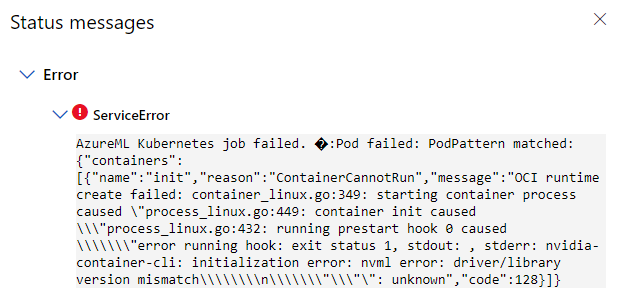 Status messages
Error
ServiceError
AzureML Kubernetes job failed. �:Pod failed: PodPattern matched:
{"containers":
[{"name":"init","reason":"ContainerCannotRun","message":"OCI runtime
create failed: container_linux.go:349: starting container process
caused \"process_linux.go:449: container init caused
\\\"process_linux.go:432: running prestart hook 0 caused
\\\\\\\"error running hook: exit status 1, stdout: , stderr: nvidia-
container-cli: initialization error: nvml error: driver/library
version mismatch\\\\\\\\n\\\\\\\"\\\"\": unknown","code":128}]}